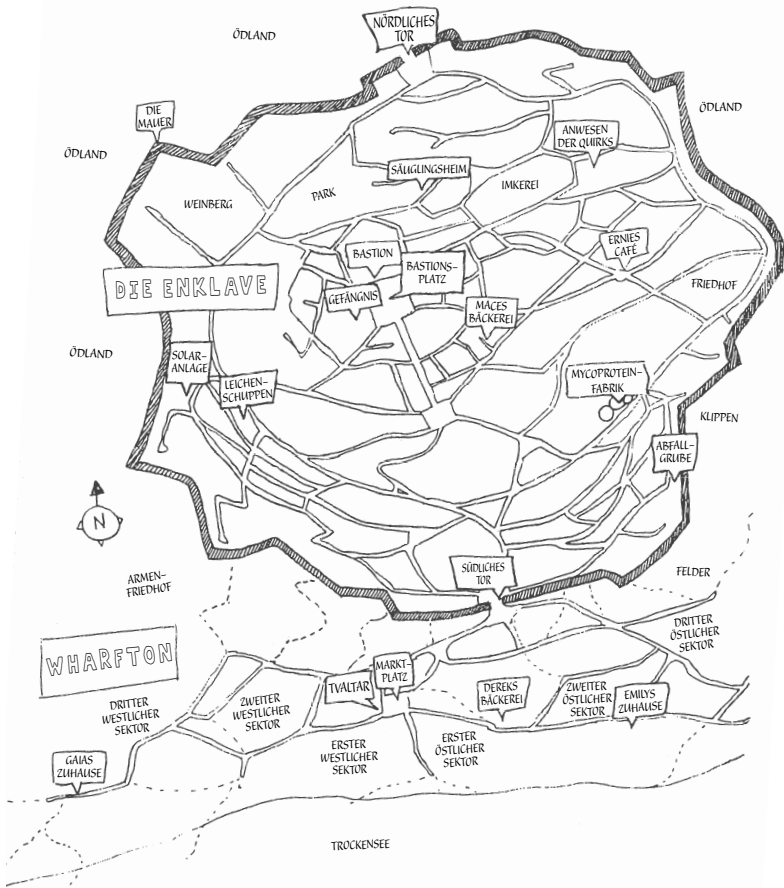 ÖDLAND
NÖRDLICHES
TOR
DIE
MAUER
ÖDLAND
ÖDLAND
ANWESEN
DER QUIRKS
SÄUGLINGSHEIM
IMKEREI
PARK
WEINBERG
ERNIES
CAFÉ
BASTION
BASTIONS-
PLATZ
DIE ENKLAVE
GEFÄNGNIS
FRIEDHOF
MACES
BÄCKEREI
ÖDLAND
SOLAR-
ANLAGE
LEICHEN-
SCHUPPEN
MYCOPROTEIN-
FABRIK
KLIPPEN
ABFALL-
GRUBE
N
ARMEN-
FRIEDHOF
SÜDLICHES
TOR
FELDER
WHARFTON
DRITTER
ÖSTLICHER
SEKTOR
MARKT-
PLATZ
TVALTAR
DEREKS
BÄCKEREI
ZWEITER
ÖSTLICHER
SEKTOR
EMILYS
ZUHAUSE
ZWEITER
WESTLICHER
SEKTOR
DRITTER
WESTLICHER
SEKTOR
ERSTER
WESTLICHER
SEKTOR
ERSTER
ÖSTLICHER
SEKTOR
GAIAS
ZUHAUSE
TROCKENSEE